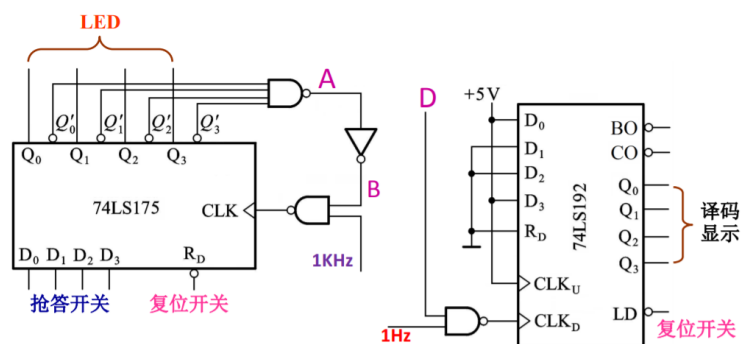 LED
A
Q′0 Q′1 Q′2 Q′3
Q0 Q1 Q2 Q3
74LS175
CLK
B
1KHz
D0 D1 D2 D3
RD
抢答开关
复位开关
D
+5V
D0
D1
D2
D3
RD
CLKU
CLKD
1Hz
74LS192
BO
CO
Q0
Q1
Q2
Q3
LD
译码
显示
复位开关